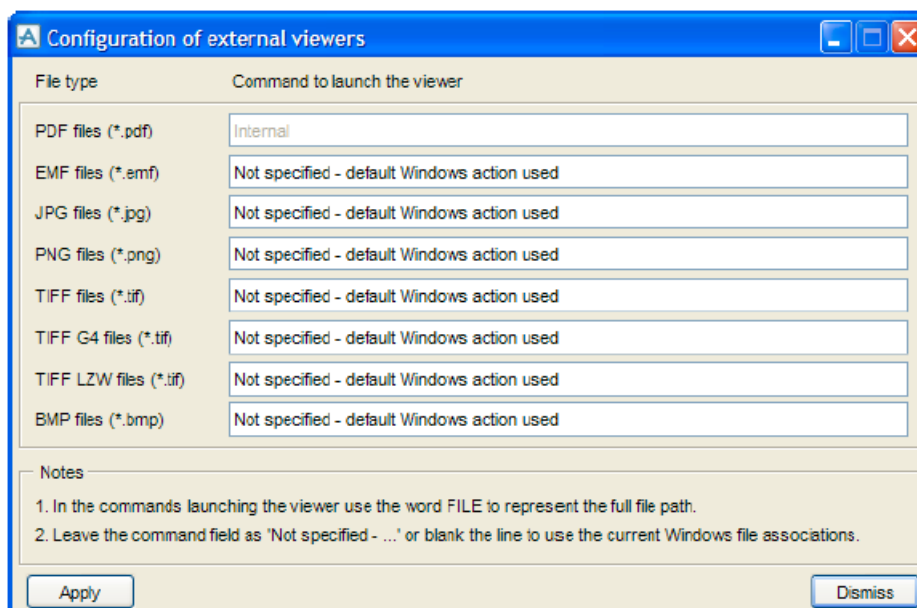 Configuration of external viewers
File type Command to launch the viewer
PDF files (*.pdf) Internal
EMF files (*.emf) Not specified - default Windows action used
JPG files (*.jpg) Not specified - default Windows action used
PNG files (*.png) Not specified - default Windows action used
TIFF files (*.tif) Not specified - default Windows action used
TIFF G4 files (*.tif) Not specified - default Windows action used
TIFF LZW files (*.tif) Not specified - default Windows action used
BMP files (*.bmp) Not specified - default Windows action used
Notes
1. In the commands launching the viewer use the word FILE to represent the full file path.
2. Leave the command field as 'Not specified - ...' or blank the line to use the current Windows file associations.
Apply Dismiss